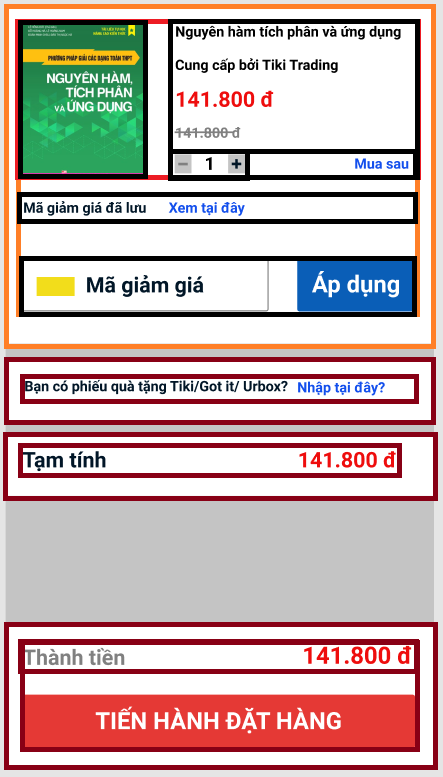 PHƯƠNG PHÁP GIẢI CÁC DẠNG TOÁN THPT
NGUYÊN HÀM,
TÍCH PHÂN
VÀ ỨNG DỤNG
Nguyên hàm tích phân và ứng dụng
Cung cấp bởi Tiki Trading
141.800 đ
141.800 đ
− 1 + Mua sau
Mã giảm giá đã lưu Xem tại đây
Mã giảm giá Áp dụng
Bạn có phiếu quà tặng Tiki/Got it/ Urbox? Nhập tại đây?
Tạm tính 141.800 đ
Thành tiền 141.800 đ
TIẾN HÀNH ĐẶT HÀNG